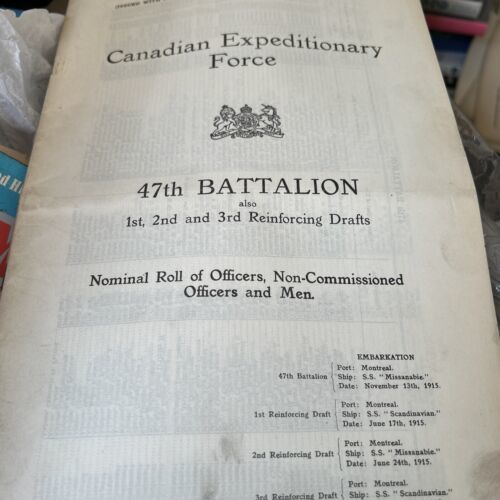 Canadian Expeditionary
Force
47th BATTALION
also
1st, 2nd and 3rd Reinforcing Drafts
Nominal Roll of Officers, Non-Commissioned
Officers and Men.
EMBARKATION
Port: Montreal.
47th Battalion Ship: S.S. "Missanabie."
Date: November 13th, 1915.
Port: Montreal.
1st Reinforcing Draft Ship: S.S. "Scandinavian."
Date: June 17th, 1915.
Port: Montreal.
2nd Reinforcing Draft Ship: S.S. "Missanabie."
Date: June 24th, 1915.
Port: Montreal.
3rd Reinforcing Draft Ship: S.S. "Scandinavian."